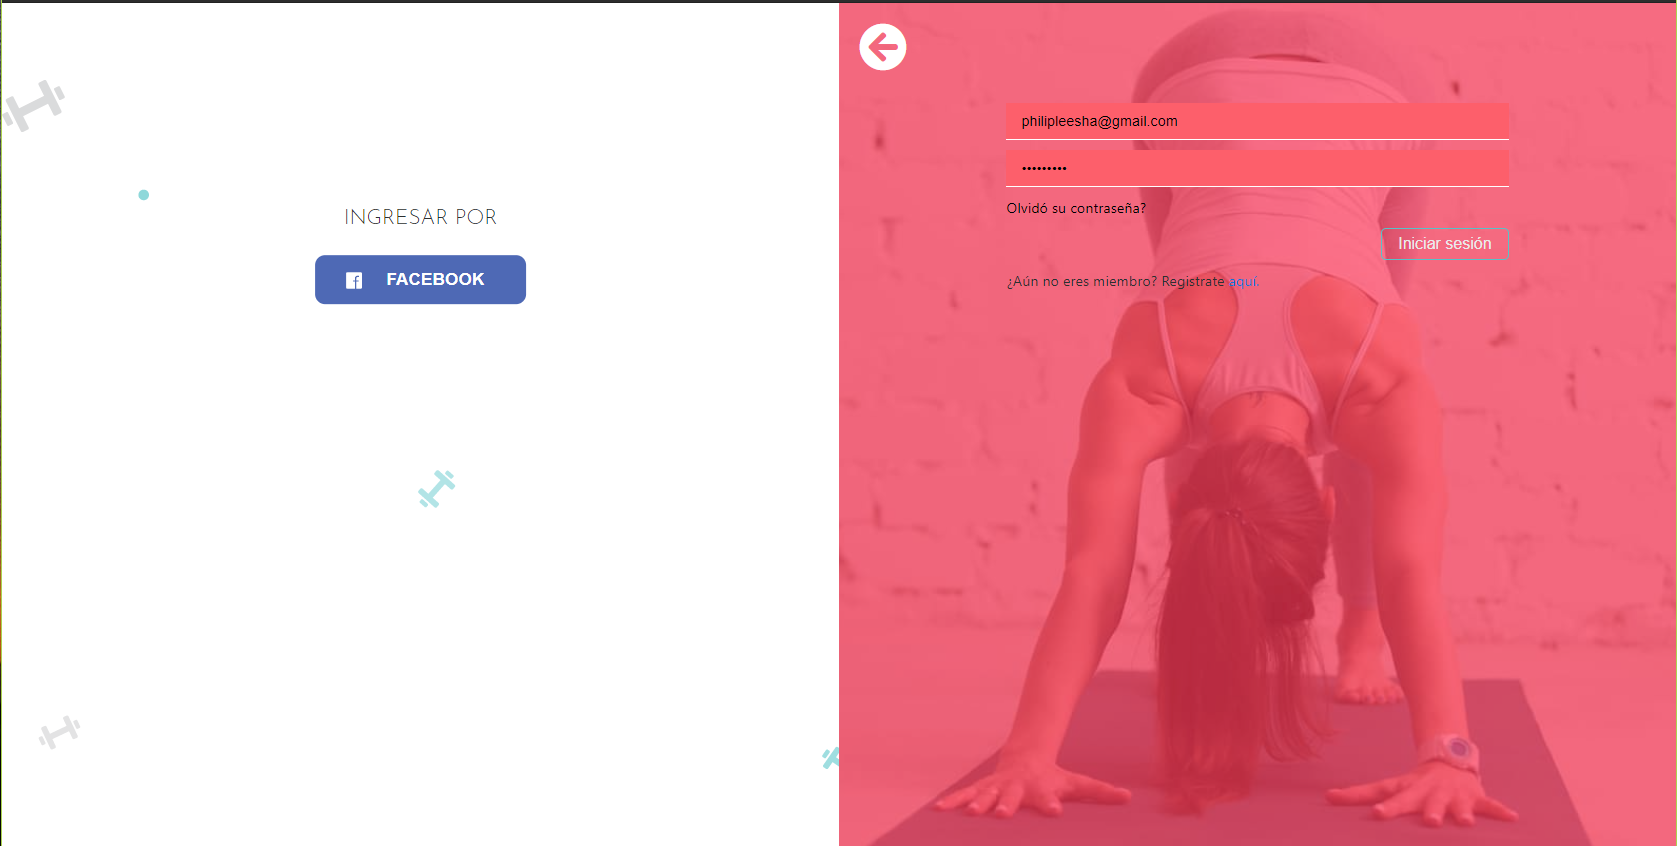 INGRESAR POR
FACEBOOK
philipleesha@gmail.com
•••••••••
Olvidó su contraseña?
Iniciar sesión
¿Aún no eres miembro? Registrate aquí.